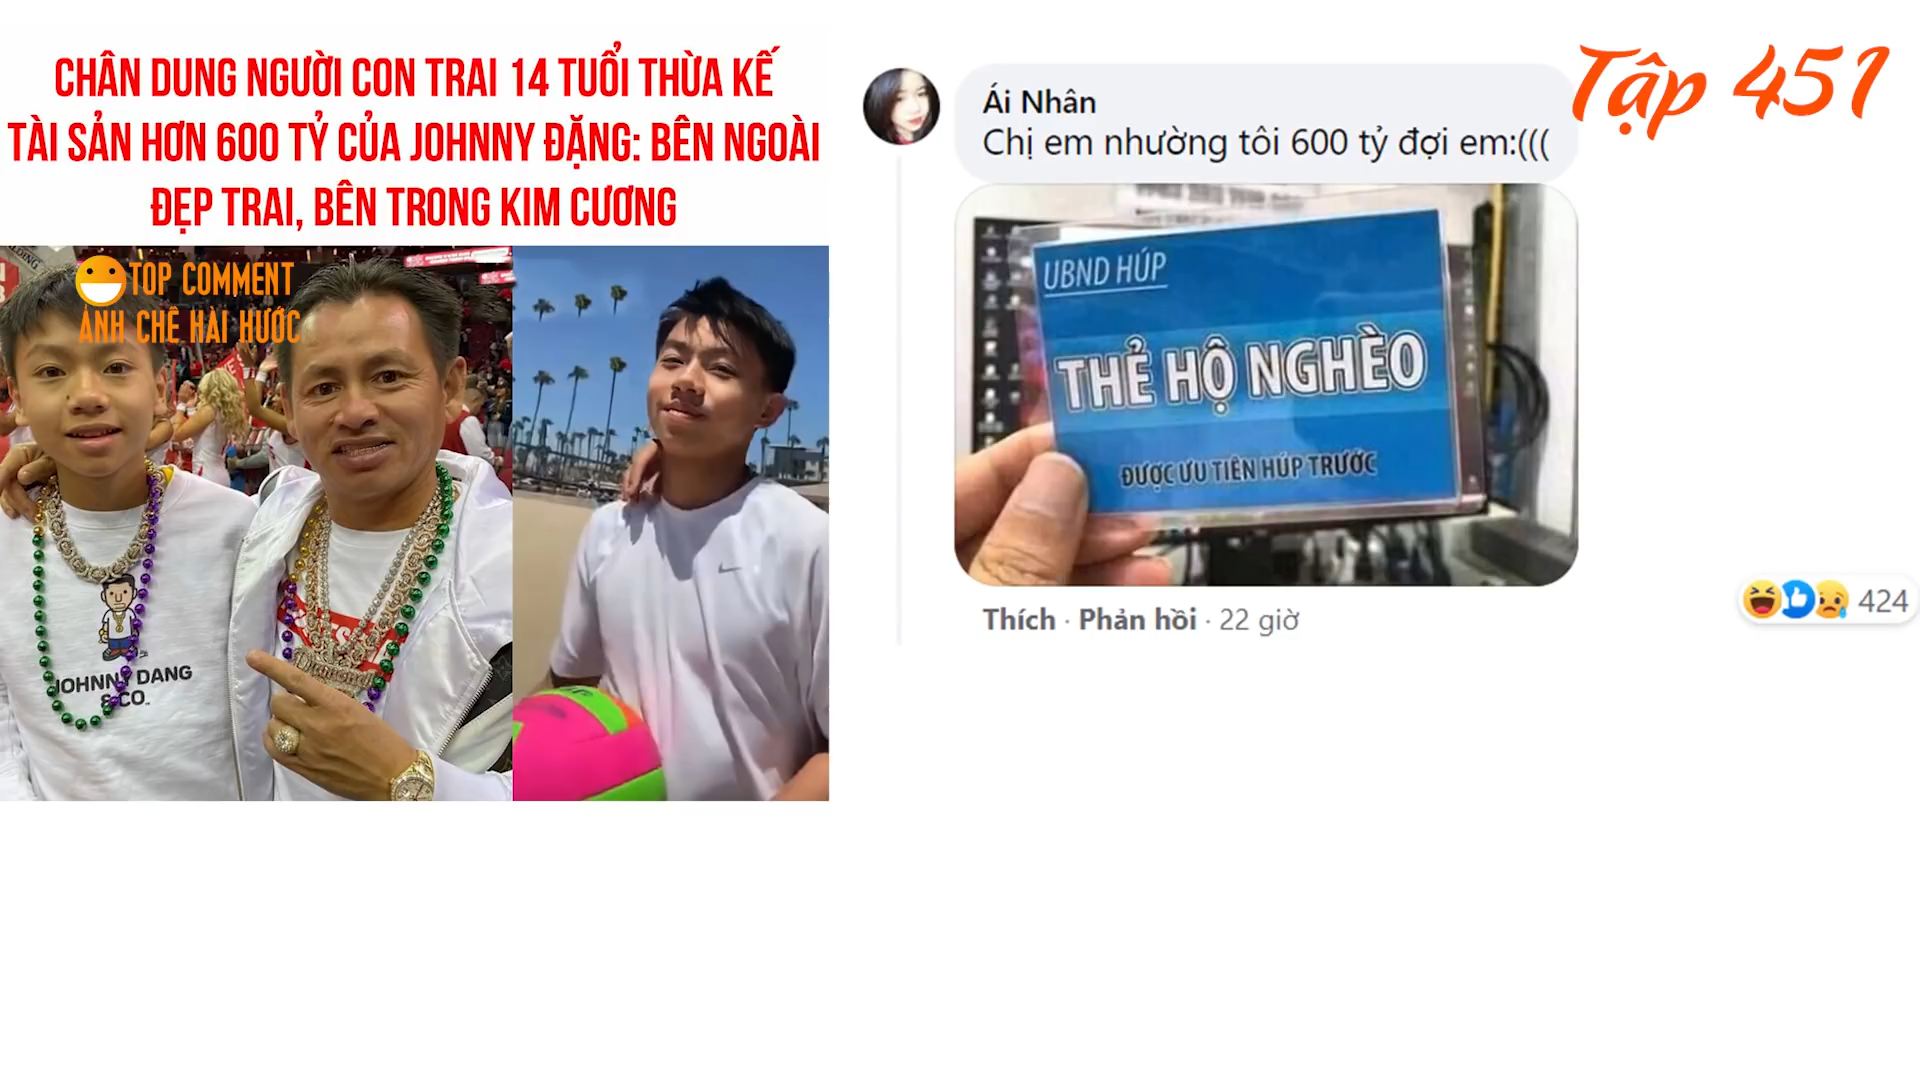 CHÂN DUNG NGƯỜI CON TRAI 14 TUỔI THỪA KẾ
TÀI SẢN HƠN 600 TỶ CỦA JOHNNY ĐẶNG: BÊN NGOÀI
ĐẸP TRAI, BÊN TRONG KIM CƯƠNG
TOP COMMENT
ẢNH CHẾ HÀI HƯỚC
JOHNNY DANG
& CO.
Diamond
Tập 451
Ái Nhân
Chị em nhường tôi 600 tỷ đợi em:(((
UBND HÚP
THẺ HỘ NGHÈO
ĐƯỢC ƯU TIÊN HÚP TRƯỚC
Thích · Phản hồi · 22 giờ
424